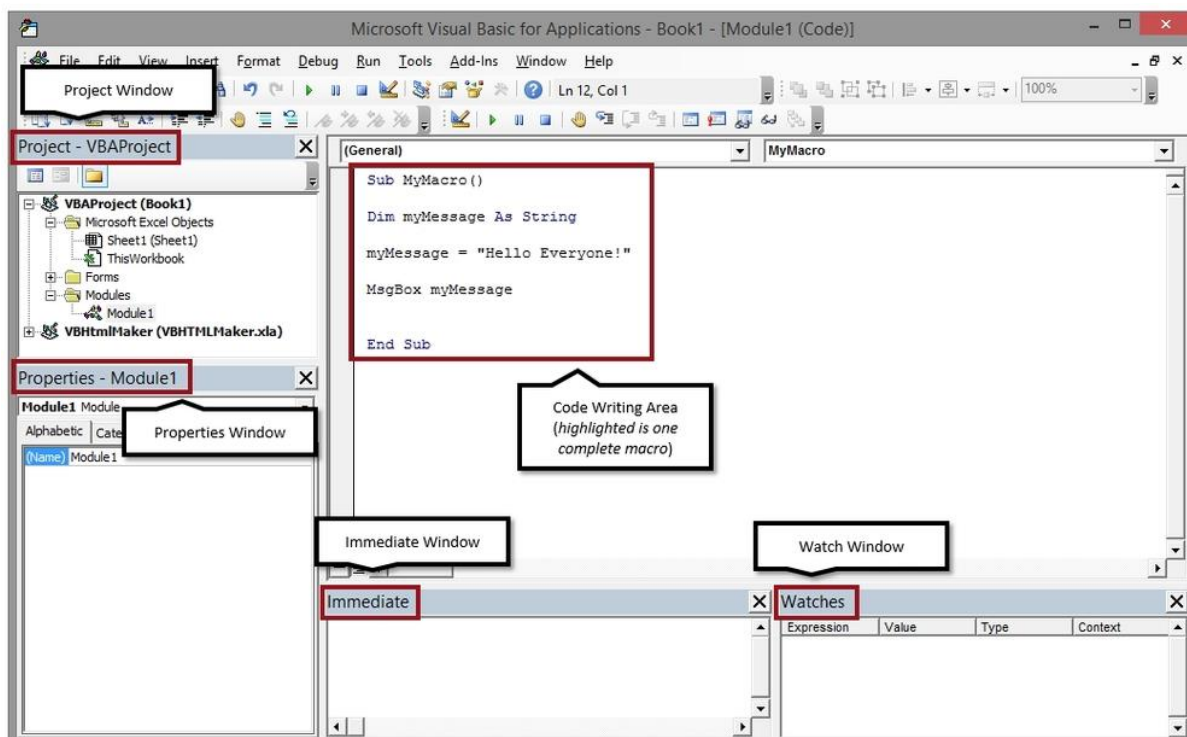 Microsoft Visual Basic for Applications - Book1 - [Module1 (Code)]
File Edit View Insert Format Debug Run Tools Add-Ins Window Help
Project Window
Ln 12, Col 1
100%
Project - VBAProject
(General)
MyMacro
VBAProject (Book1)
Microsoft Excel Objects
Sheet1 (Sheet1)
ThisWorkbook
Forms
Modules
Module1
VBHtmlMaker (VBHTMLMaker.xla)
Sub MyMacro()
Dim myMessage As String
myMessage = "Hello Everyone!"
MsgBox myMessage
End Sub
Properties - Module1
Module1 Module
Alphabetic
Properties Window
(Name) Module1
Code Writing Area
(highlighted is one
complete macro)
Immediate Window
Watch Window
Immediate
Watches
Expression Value Type Context